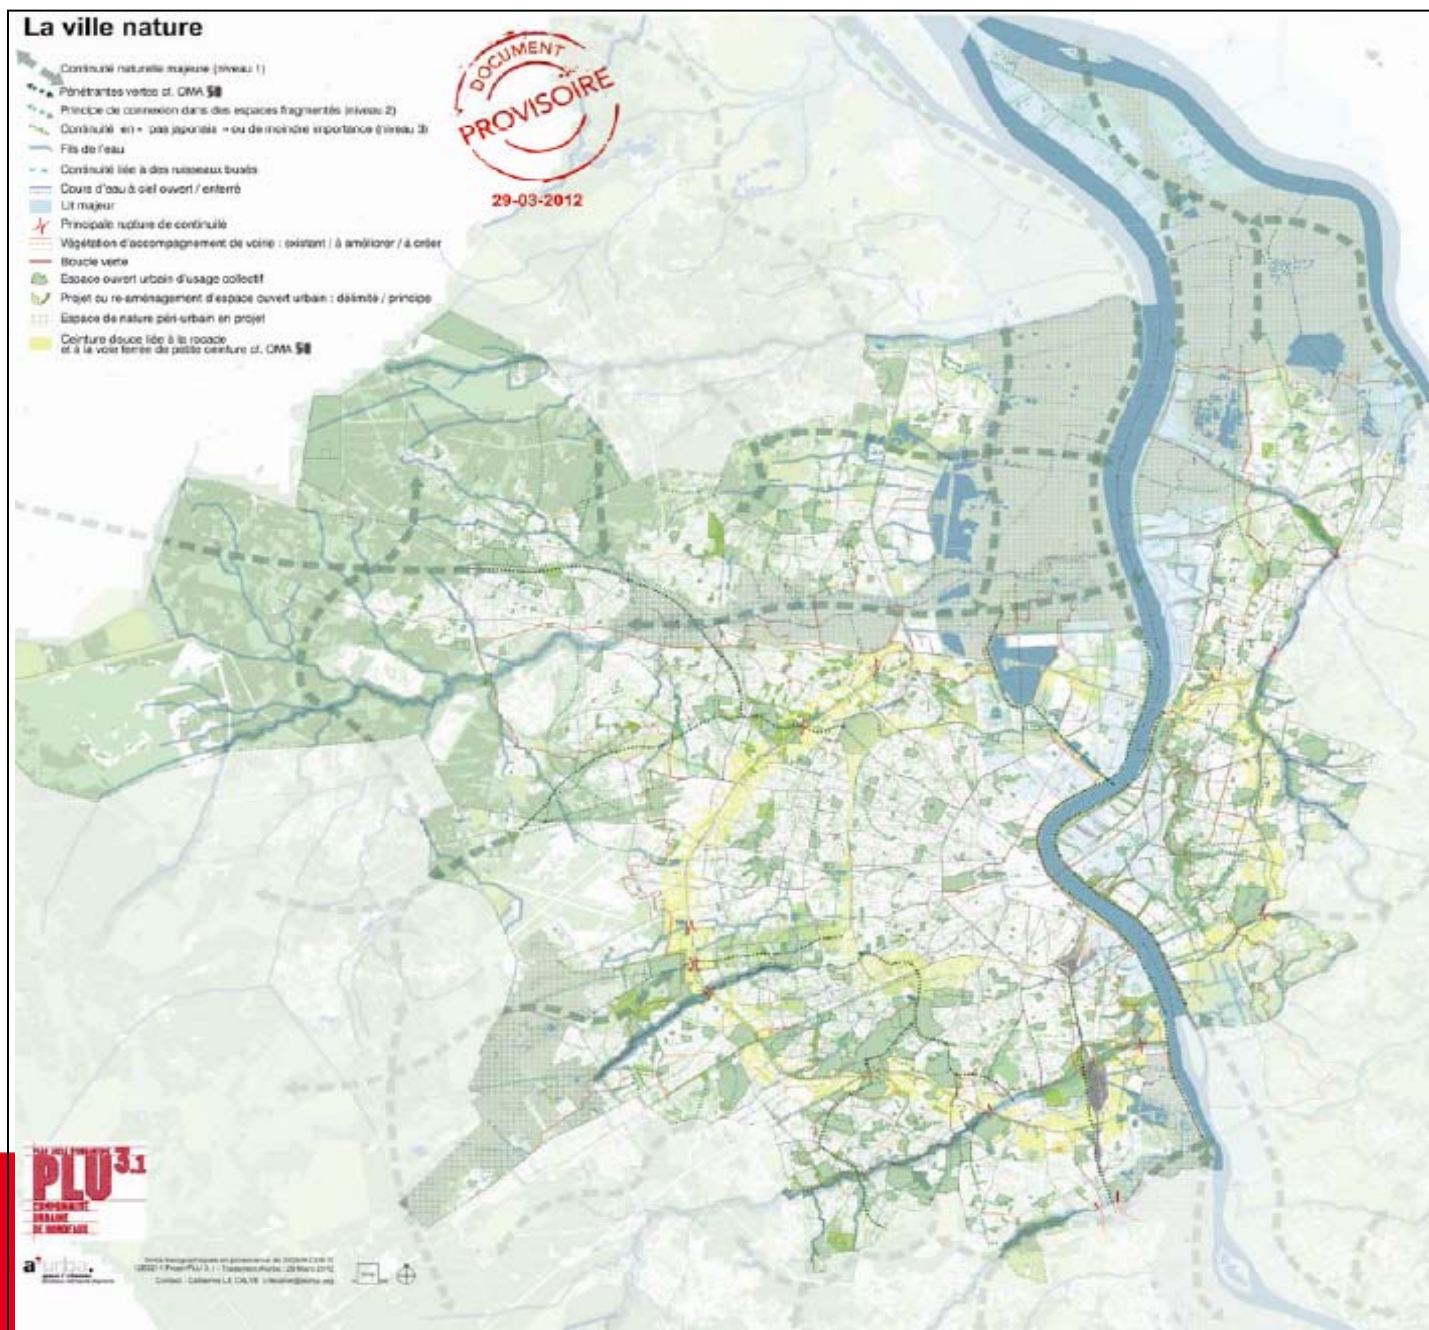 La ville nature
Continuité naturelle majeure (niveau 1)
Pénétrantes vertes cf. OMA 50
Principe de connexion dans des espaces fragmentés (niveau 2)
Continuité en « pas japonais » ou de moindre importance (niveau 3)
Fils de l'eau
Continuité liée à des ruisseaux busés
Cours d'eau à ciel ouvert / enterré
Lit majeur
Principale rupture de continuité
Végétation d'accompagnement de voirie : existant / à améliorer / à créer
Boucle verte
Espace ouvert urbain d'usage collectif
Projet ou re-aménagement d'espace ouvert urbain : délimité / principe
Espace de nature péri-urbain en projet
Ceinture douce liée à la rocade
et à la voie ferrée de petite ceinture cf. OMA 50
DOCUMENT
PROVISOIRE
29-03-2012
PLU 3.1
COMMUNAUTÉ
URBAINE
DE BORDEAUX
a'urba.